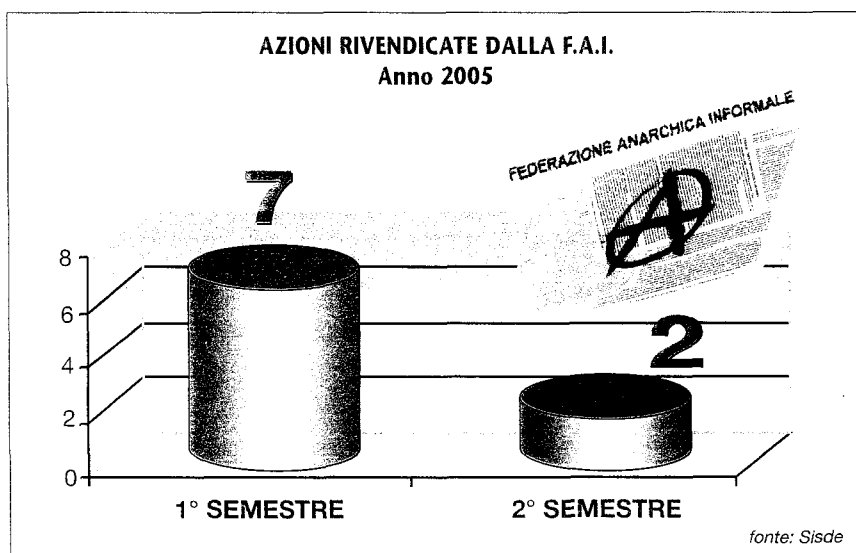 AZIONI RIVENDICATE DALLA F.A.I.
Anno 2005
FEDERAZIONE ANARCHICA INFORMALE
7
2
8
6
4
2
0
1° SEMESTRE
2° SEMESTRE
fonte: Sisde